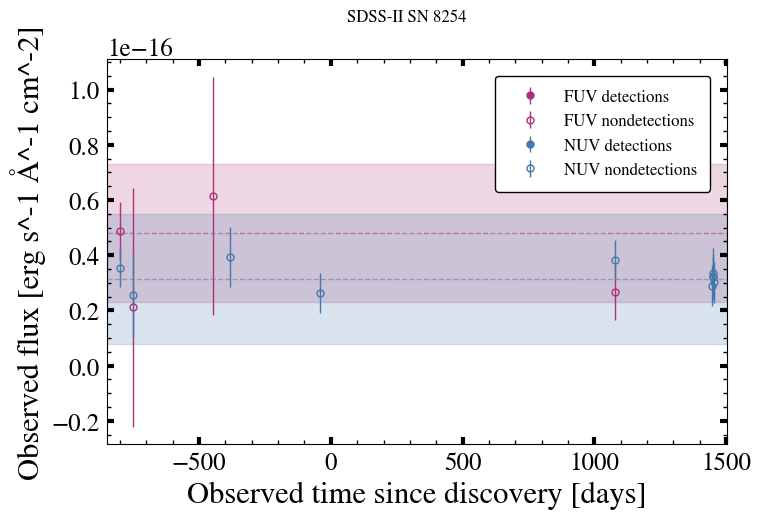 SDSS-II SN 8254
1e−16
Observed flux [erg s^-1 Å^-1 cm^-2]
1.0
0.8
0.6
0.4
0.2
0.0
−0.2
FUV detections
FUV nondetections
NUV detections
NUV nondetections
−500
0
500
1000
1500
Observed time since discovery [days]